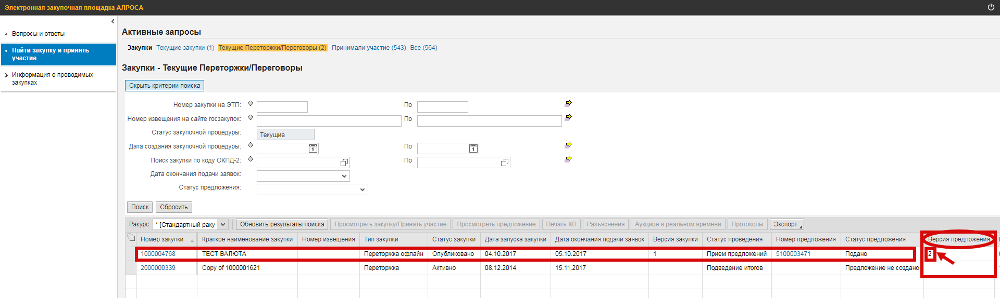 Электронная закупочная площадка АЛРОСА
Вопросы и ответы
Найти закупку и принять
участие
Информация о проводимых
закупках
Активные запросы
Закупки Текущие закупки (1) Текущие Переторжки/Переговоры (2) Принимали участие (543) Все (564)
Закупки - Текущие Переторжки/Переговоры
Скрыть критерии поиска
Номер закупки на ЭТП: По
Номер извещения на сайте госзакупок: По
Статус закупочной процедуры: Текущие
Дата создания закупочной процедуры: 1 По 1
Поиск закупки по коду ОКПД-2: По
Дата окончания подачи заявок:
Статус предложения:
Поиск Сбросить
Ракурс: * [Стандартный раку Обновить результаты поиска Просмотреть закупку/Принять участие Просмотреть предложение Печать КП Разъяснения Аукцион в реальном времени Протоколы Экспорт
Номер закупки Краткое наименование закупки Номер извещения Тип закупки Статус закупки Дата запуска закупки Дата окончания подачи заявок Версия закупки Статус проведения Номер предложения Статус предложения Версия предложения
1000004768 ТЕСТ ВАЛЮТА Переторжка офлайн Опубликовано 04.10.2017 05.10.2017 1 Прием предложений 5100003471 Подано 2
2000000339 Copy of 1000001621 Переторжка Активно 08.12.2014 15.11.2017 Подведение итогов Предложение не создано